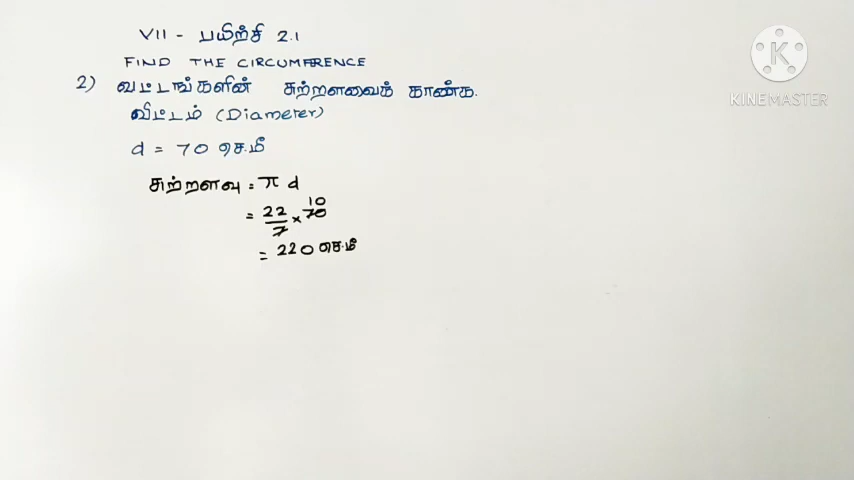 VII - பயிற்சி 2.1
FIND THE CIRCUMFERENCE
2) வட்டங்களின் சுற்றளவைக் காண்க.
விட்டம் (Diameter)
d = 70 செ.மீ
சுற்றளவு = π d
= 22/7 × 70 10
= 220 செ.மீ
K
KINEMASTER